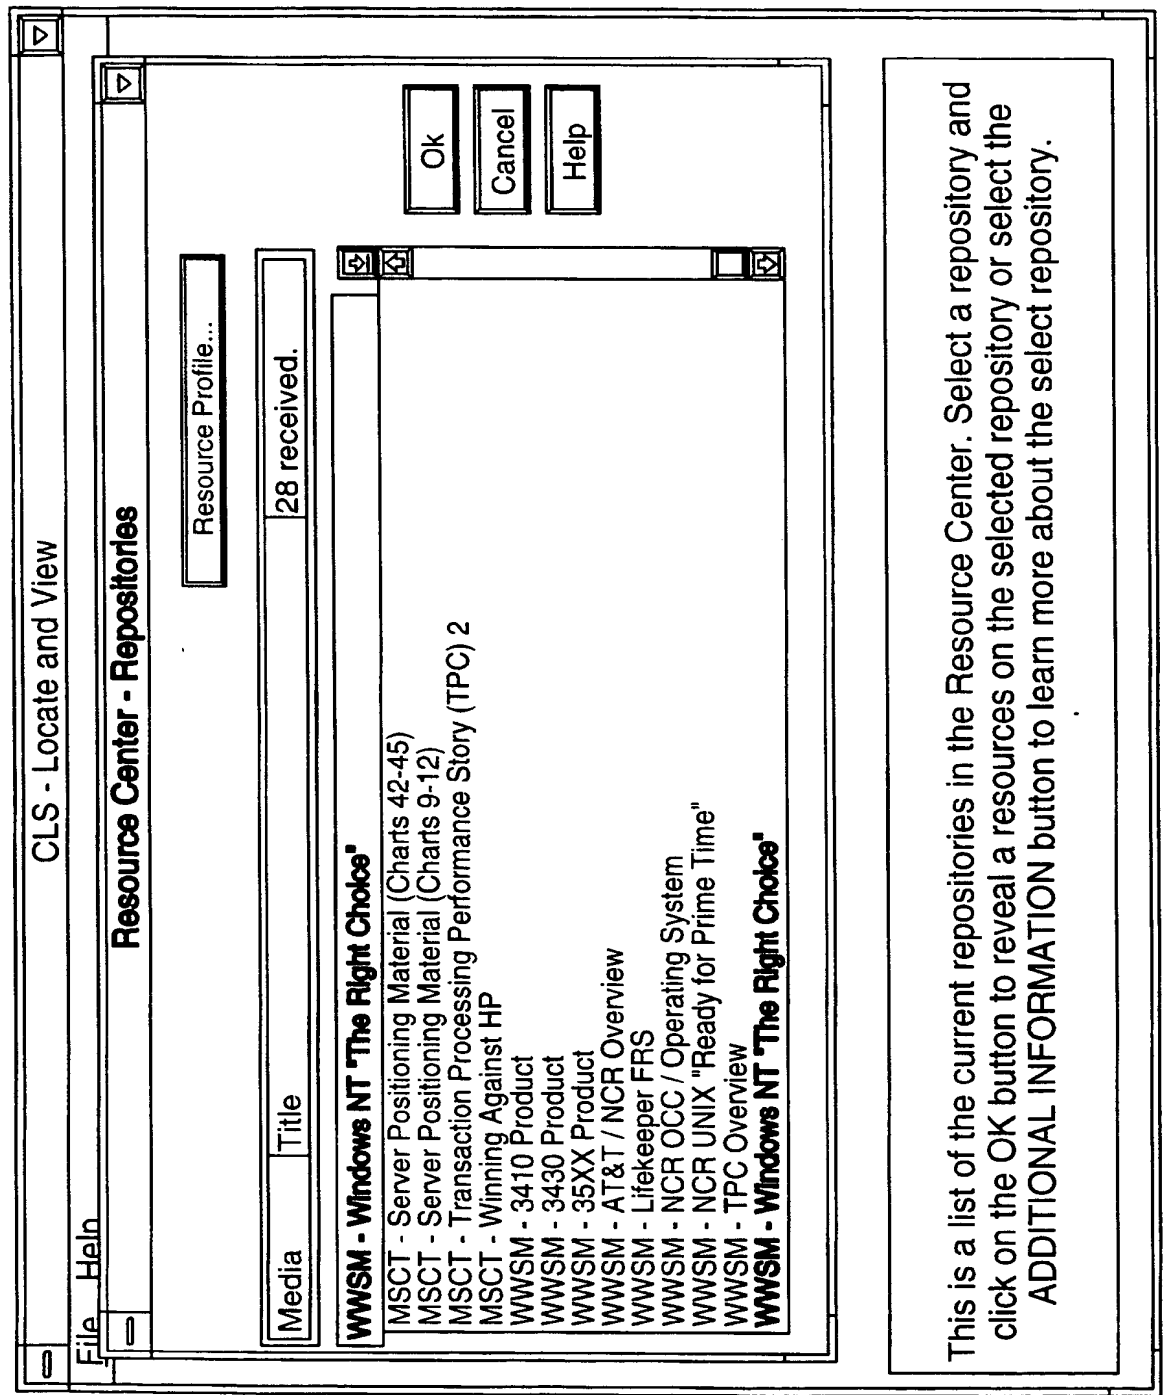 CLS - Locate and View
File Help
Resource Center - Repositories
Resource Profile...
Media Title 28 received.
WWSM - Windows NT "The Right Choice"
MSCT - Server Positioning Material (Charts 42-45)
MSCT - Server Positioning Material (Charts 9-12)
MSCT - Transaction Processing Performance Story (TPC) 2
MSCT - Winning Against HP
WWSM - 3410 Product
WWSM - 3430 Product
WWSM - 35XX Product
WWSM - AT&T / NCR Overview
WWSM - Lifekeeper FRS
WWSM - NCR OCC / Operating System
WWSM - NCR UNIX "Ready for Prime Time"
WWSM - TPC Overview
WWSM - Windows NT "The Right Choice"
Ok
Cancel
Help
This is a list of the current repositories in the Resource Center. Select a repository and
click on the OK button to reveal a resources on the selected repository or select the
ADDITIONAL INFORMATION button to learn more about the select repository.